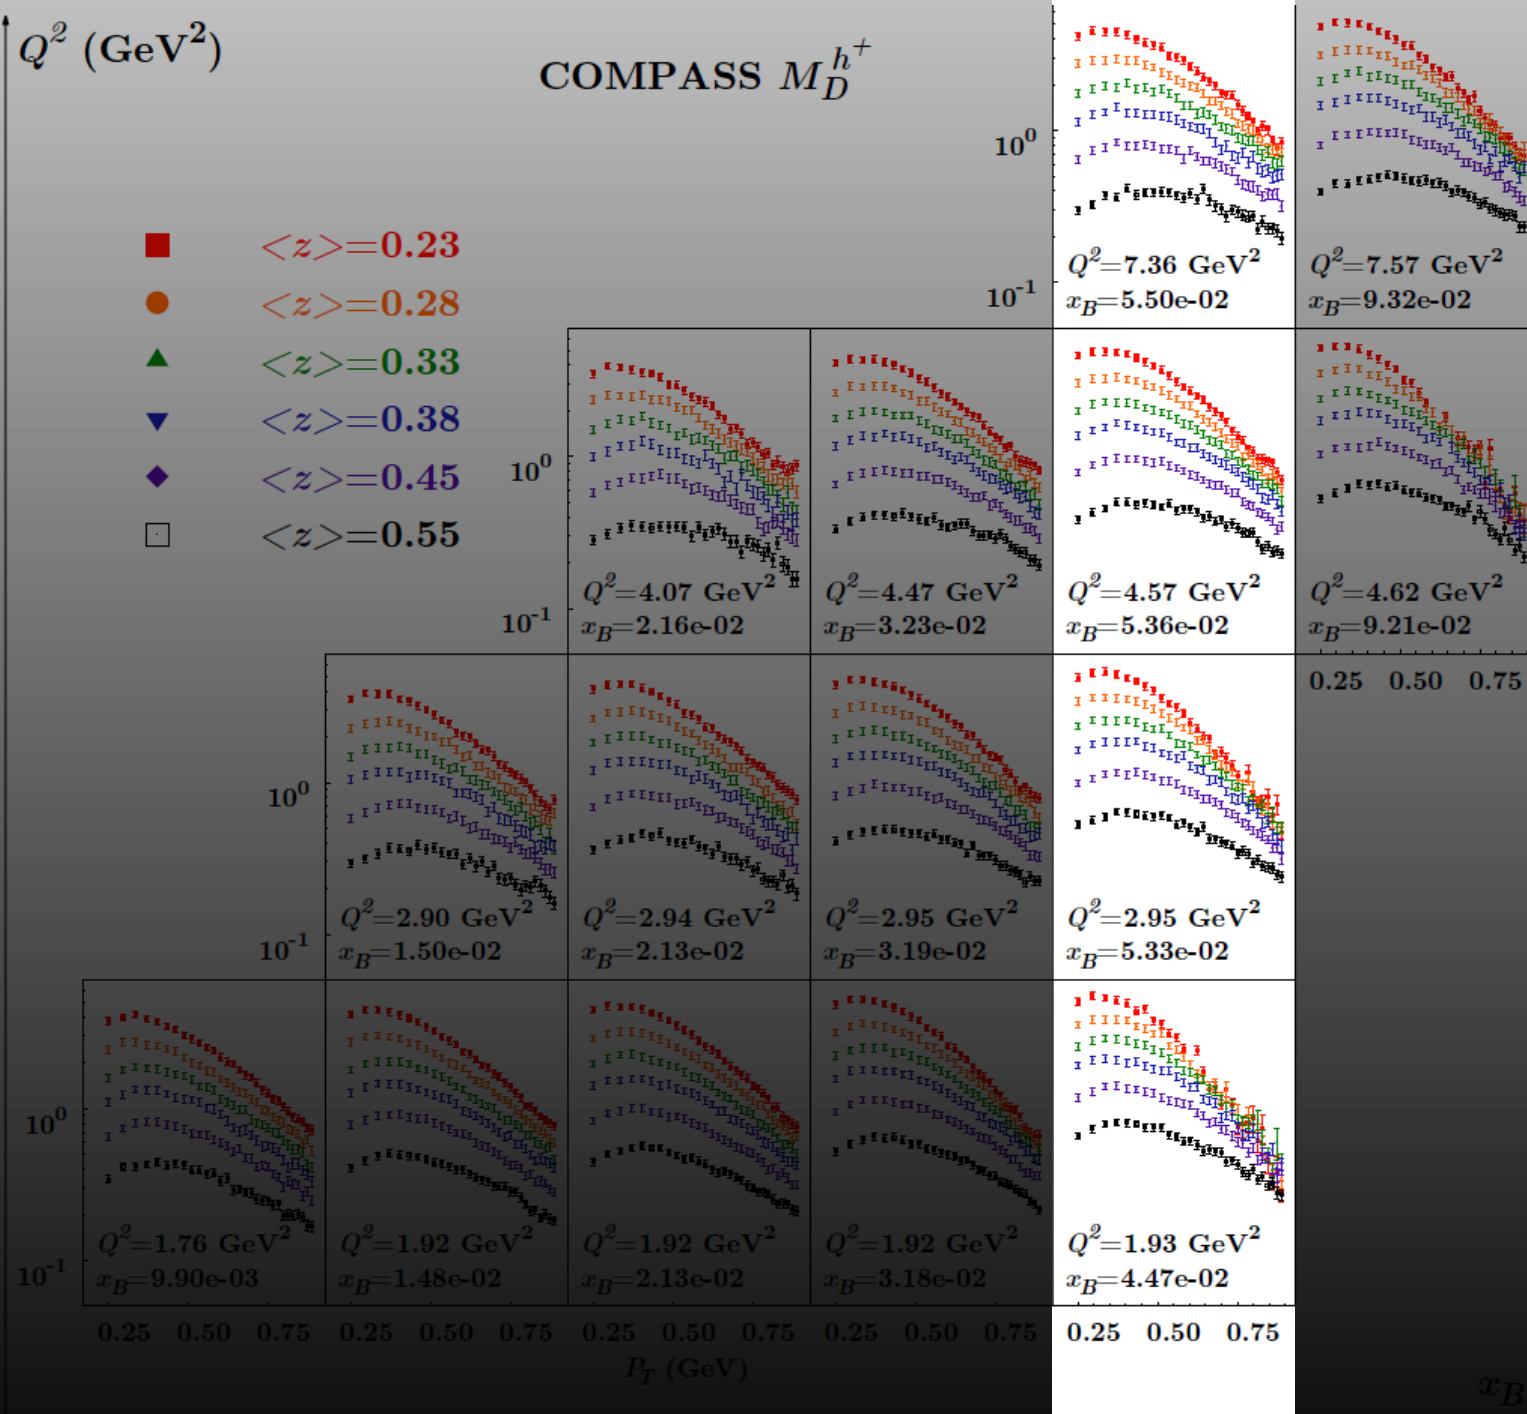 Q² (GeV²)
COMPASS M_D^{h⁺}
<z>=0.23
<z>=0.28
<z>=0.33
<z>=0.38
<z>=0.45
<z>=0.55
10⁰
10⁻¹
Q²=7.36 GeV²
x_B=5.50e-02
Q²=7.57 GeV²
x_B=9.32e-02
10⁰
10⁻¹
Q²=4.07 GeV²
x_B=2.16e-02
Q²=4.47 GeV²
x_B=3.23e-02
Q²=4.57 GeV²
x_B=5.36e-02
Q²=4.62 GeV²
x_B=9.21e-02
0.25 0.50 0.75
10⁰
10⁻¹
Q²=2.90 GeV²
x_B=1.50e-02
Q²=2.94 GeV²
x_B=2.13e-02
Q²=2.95 GeV²
x_B=3.19e-02
Q²=2.95 GeV²
x_B=5.33e-02
10⁰
10⁻¹
Q²=1.76 GeV²
x_B=9.90e-03
Q²=1.92 GeV²
x_B=1.48e-02
Q²=1.92 GeV²
x_B=2.13e-02
Q²=1.92 GeV²
x_B=3.18e-02
Q²=1.93 GeV²
x_B=4.47e-02
0.25 0.50 0.75 0.25 0.50 0.75 0.25 0.50 0.75 0.25 0.50 0.75 0.25 0.50 0.75
P_T (GeV)
x_B